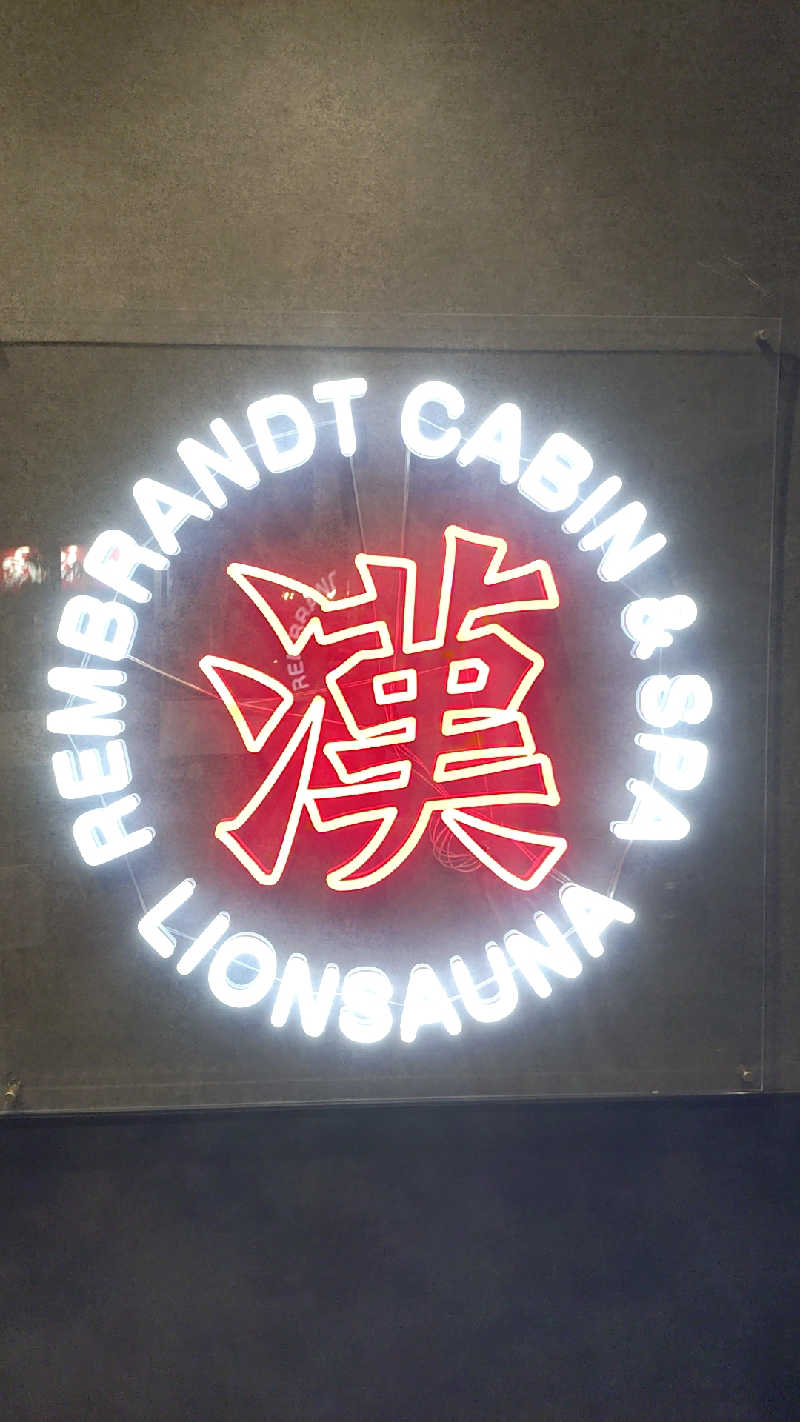 REMBRANDT CABIN & SPA
漢
LIONSAUNA